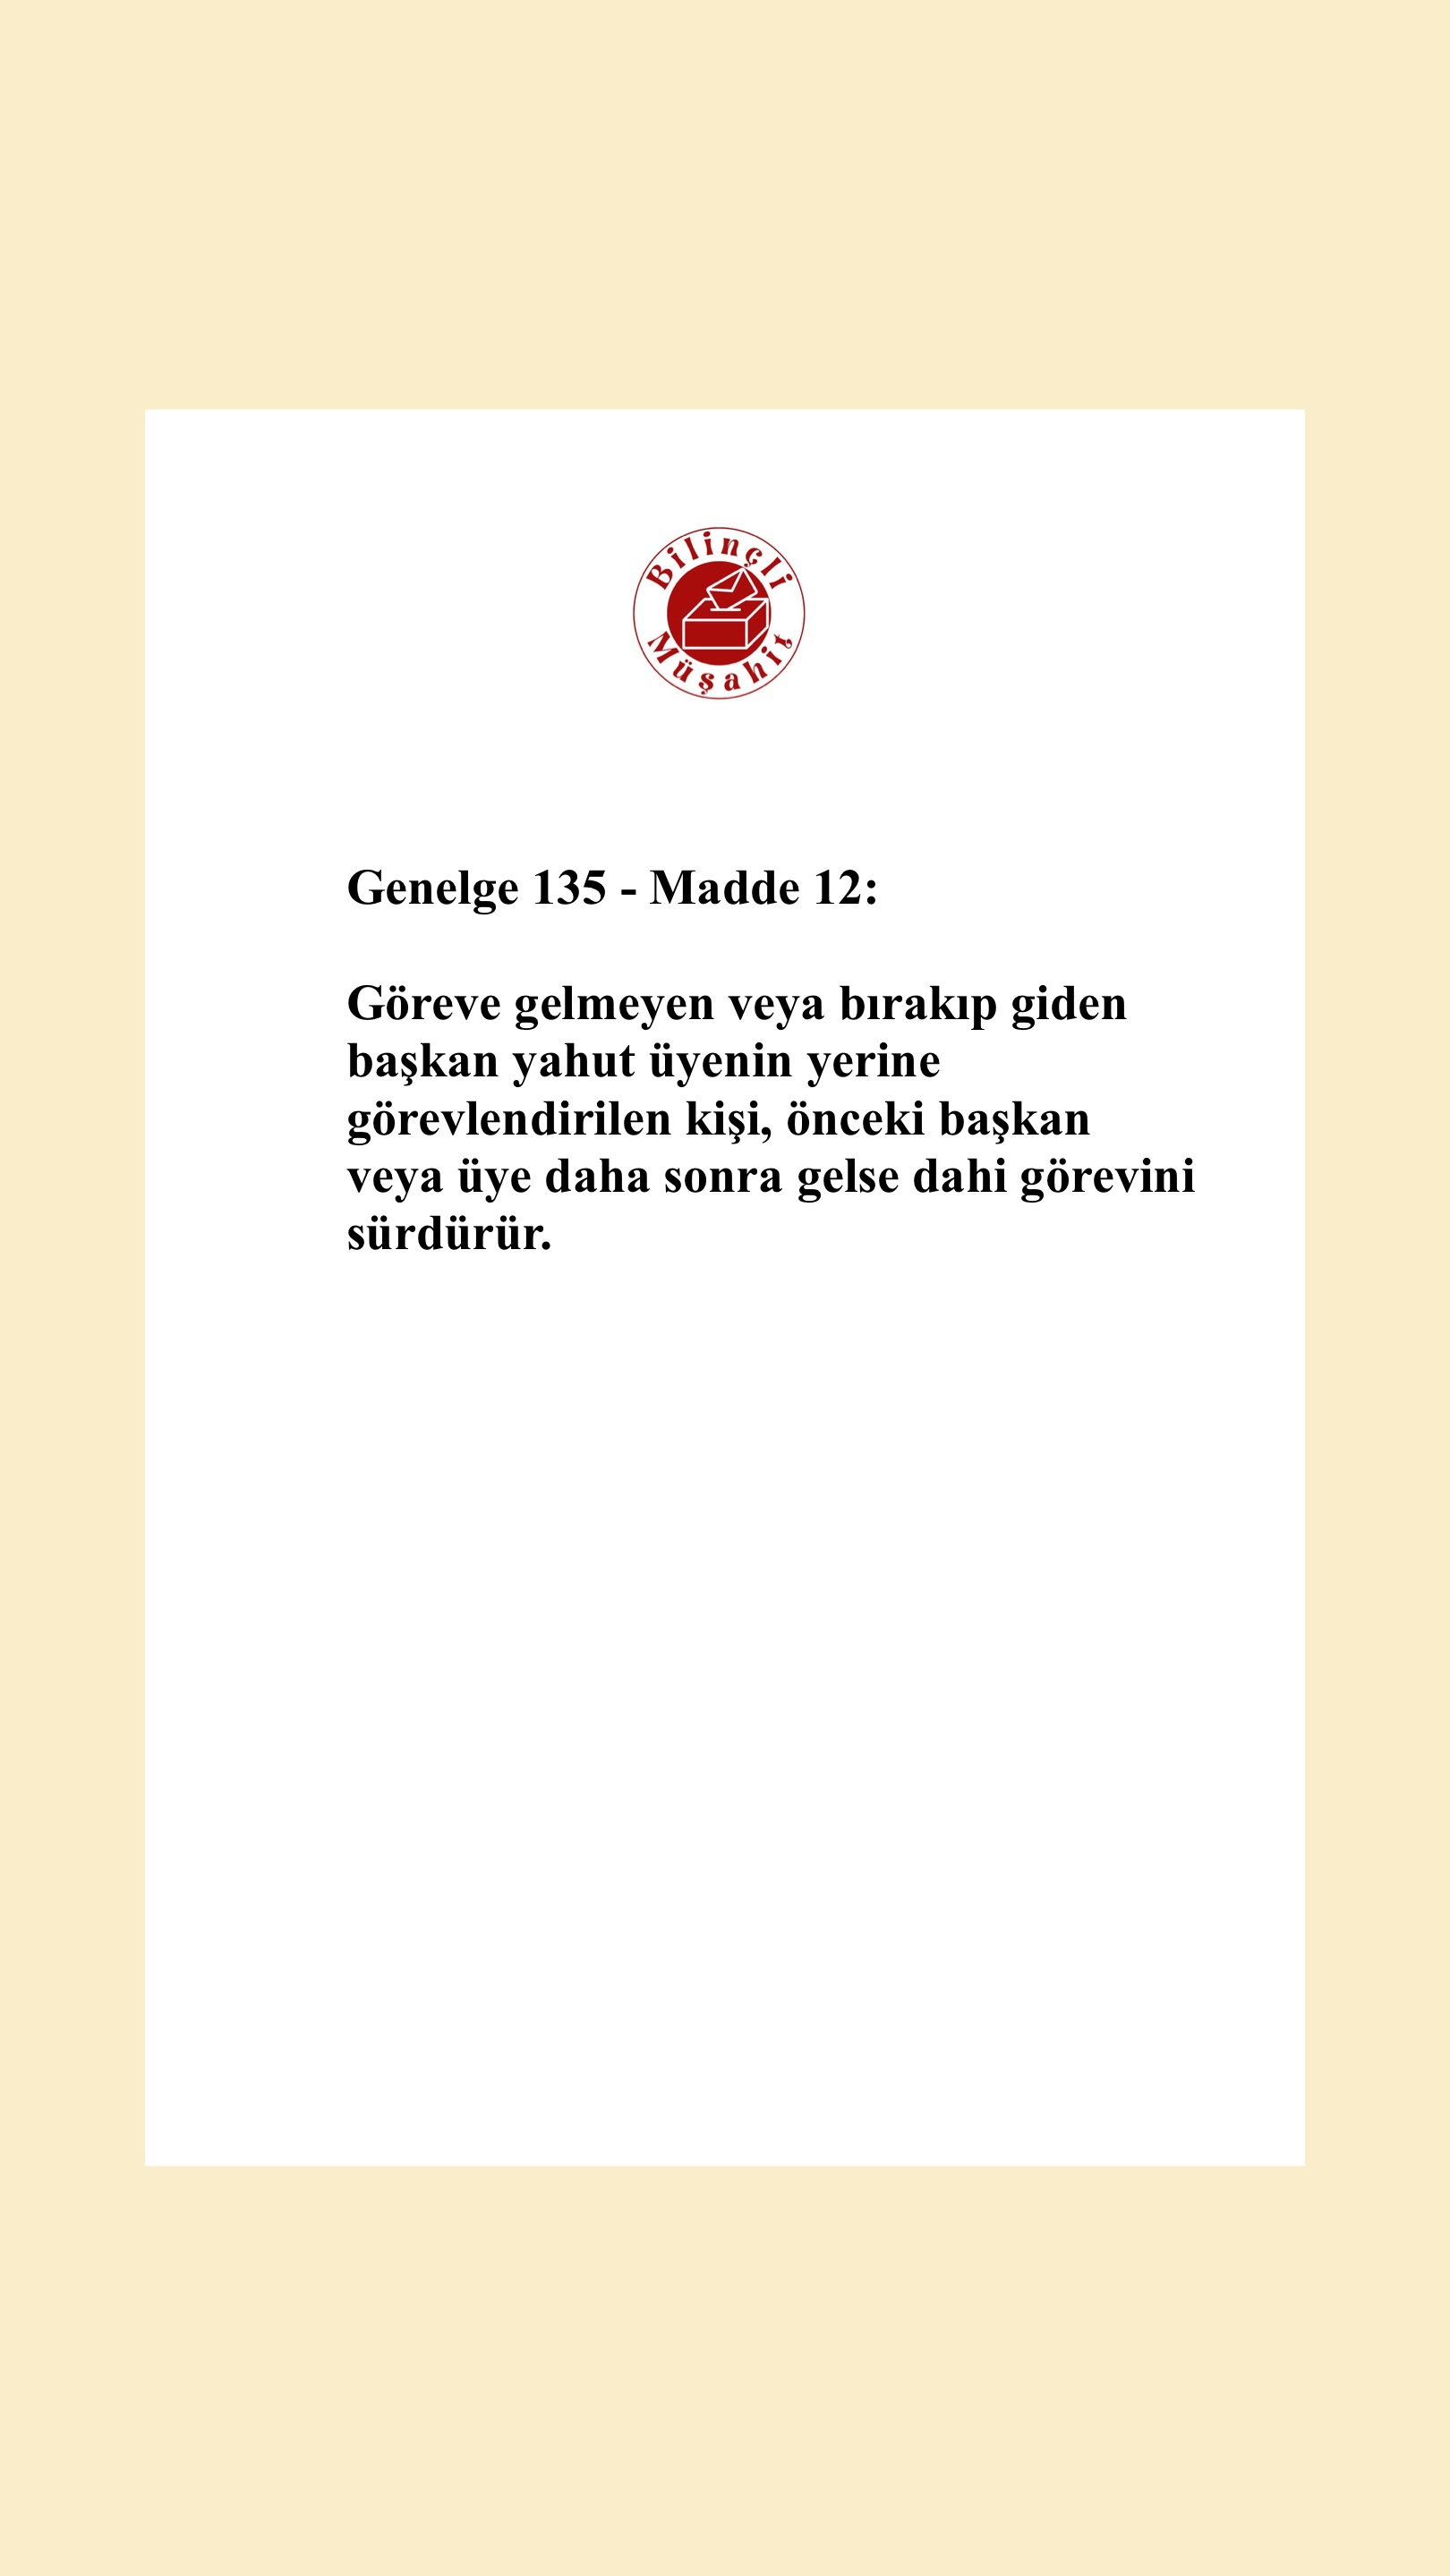 Bilinçli
Müşahit
Genelge 135 - Madde 12:
Göreve gelmeyen veya bırakıp giden
başkan yahut üyenin yerine
görevlendirilen kişi, önceki başkan
veya üye daha sonra gelse dahi görevini
sürdürür.